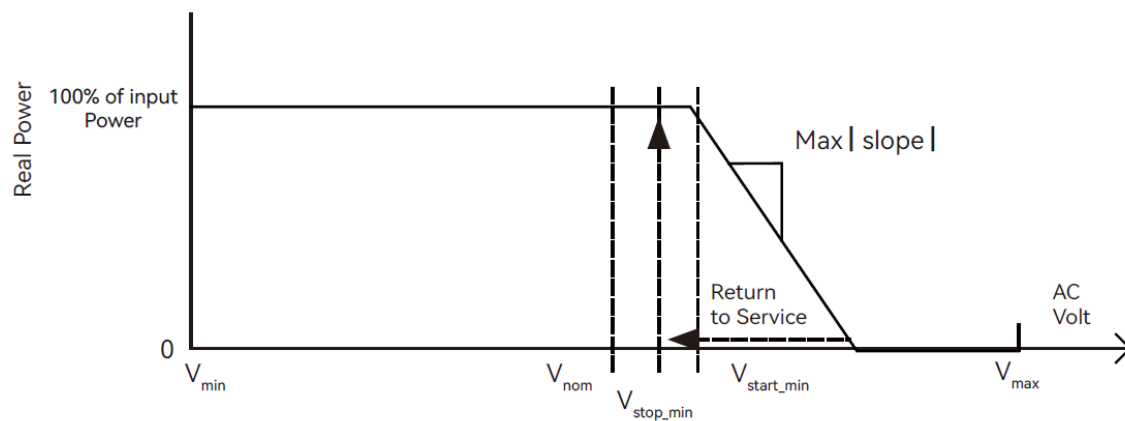 Real Power
100% of input
Power
Max | slope |
Return
to Service
AC
Volt
0
V_min
V_nom
V_stop_min
V_start_min
V_max